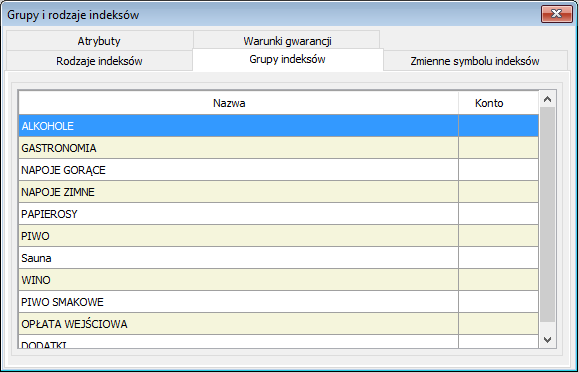 Grupy i rodzaje indeksów
Atrybuty Warunki gwarancji
Rodzaje indeksów Grupy indeksów Zmienne symbolu indeksów
Nazwa Konto
ALKOHOLE
GASTRONOMIA
NAPOJE GORĄCE
NAPOJE ZIMNE
PAPIEROSY
PIWO
Sauna
WINO
PIWO SMAKOWE
OPŁATA WEJŚCIOWA
DODATKI